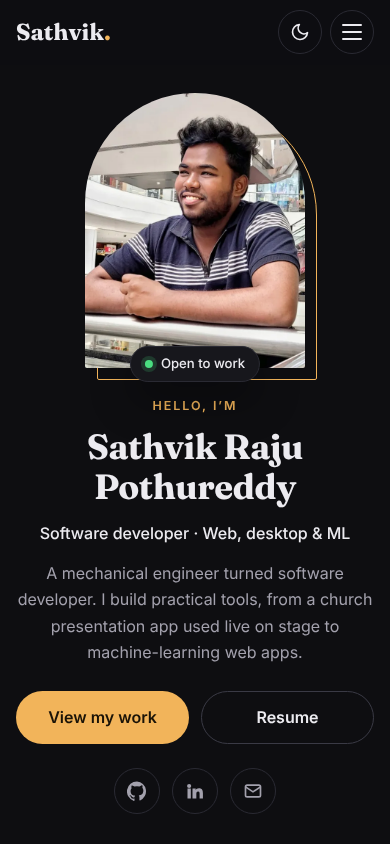 Sathvik.
Open to work
HELLO, I'M
Sathvik Raju
Pothureddy
Software developer · Web, desktop & ML
A mechanical engineer turned software
developer. I build practical tools, from a church
presentation app used live on stage to
machine-learning web apps.
View my work
Resume
in